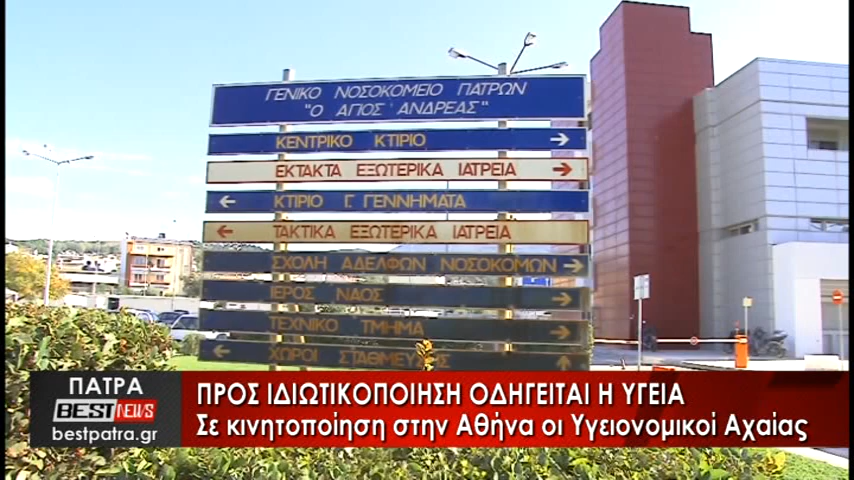 ΓΕΝΙΚΟ ΝΟΣΟΚΟΜΕΙΟ ΠΑΤΡΩΝ
"Ο ΑΓΙΟΣ ΑΝΔΡΕΑΣ"
ΚΕΝΤΡΙΚΟ ΚΤΙΡΙΟ
ΕΚΤΑΚΤΑ ΕΞΩΤΕΡΙΚΑ ΙΑΤΡΕΙΑ
ΚΤΙΡΙΟ Γ. ΓΕΝΝΗΜΑΤΑ
ΤΑΚΤΙΚΑ ΕΞΩΤΕΡΙΚΑ ΙΑΤΡΕΙΑ
ΣΧΟΛΗ ΑΔΕΛΦΩΝ ΝΟΣΟΚΟΜΩΝ
ΙΕΡΟΣ ΝΑΟΣ
ΤΕΧΝΙΚΟ ΤΜΗΜΑ
ΧΩΡΟΙ ΣΤΑΘΜΕΥΣΗΣ
ΠΑΤΡΑ
BEST NEWS
bestpatra.gr
ΠΡΟΣ ΙΔΙΩΤΙΚΟΠΟΙΗΣΗ ΟΔΗΓΕΙΤΑΙ Η ΥΓΕΙΑ
Σε κινητοποίηση στην Αθήνα οι Υγειονομικοί Αχαίας